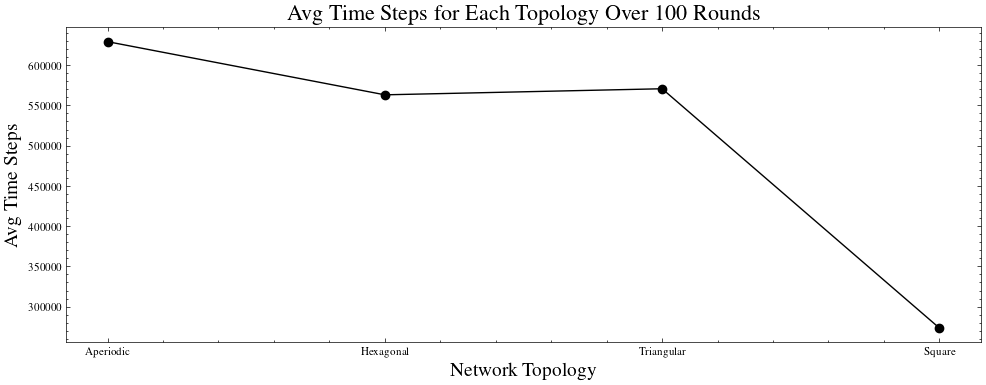 Avg Time Steps for Each Topology Over 100 Rounds
Avg Time Steps
600000
550000
500000
450000
400000
350000
300000
Aperiodic Hexagonal Triangular Square
Network Topology